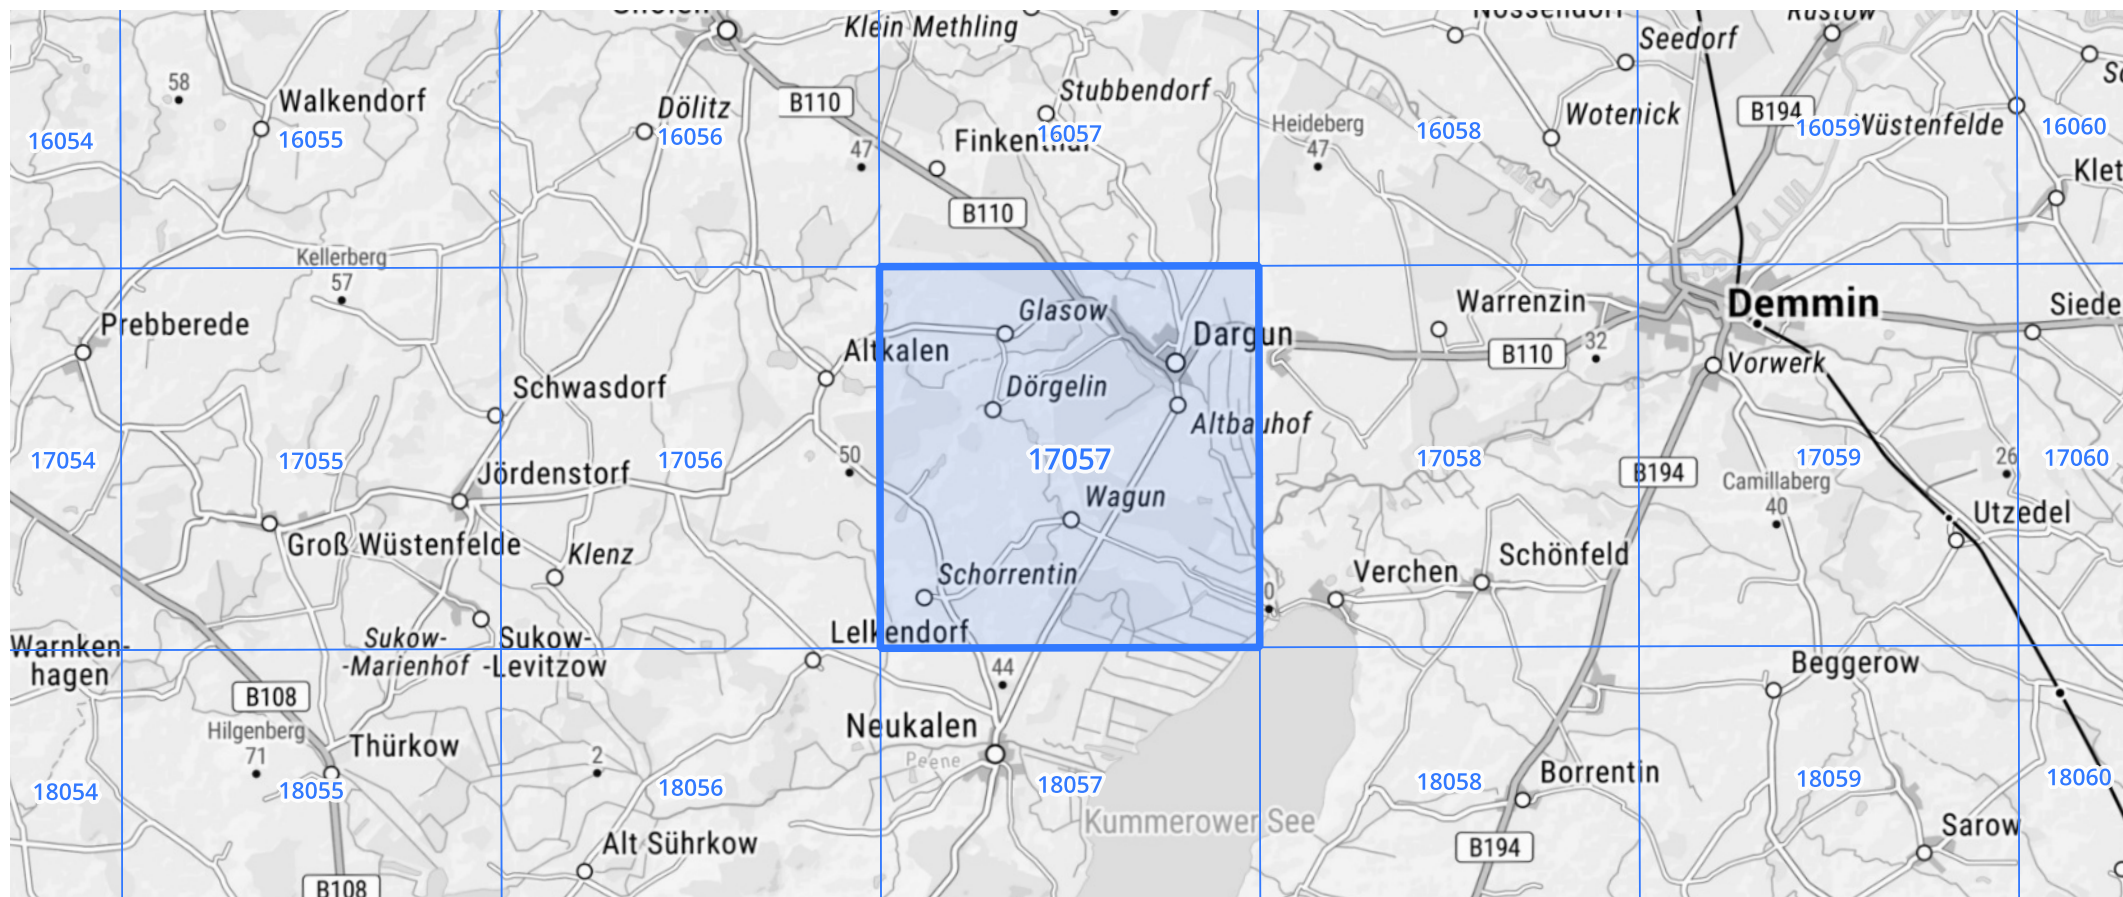 Klein Methling
Seedorf
58
Walkendorf
Dölitz
B110
Stubbendorf
Heideberg
47
Wotenick
B194
Wüstenfelde
16054
16055
16056
47
Finkenthal
16057
16058
16059
16060
B110
Kellerberg
57
Prebberede
Glasow
Dargun
Warrenzin
Demmin
B110
32
Altkalen
Vorwerk
Schwasdorf
Dörgelin
Altbauhof
17054
17055
17056
50
17057
17058
B194
17059
26
17060
Jördenstorf
Camillaberg
40
Wagun
Utzedel
Groß Wüstenfelde
Klenz
Schorrentin
Verchen
Schönfeld
0
Warnken-
hagen
Sukow-
-Marienhof
Sukow-
-Levitzow
Lelkendorf
44
Beggerow
B108
Hilgenberg
71
Thürkow
2
Neukalen
Peene
Borrentin
18054
18055
18056
18057
18058
18059
18060
Kummerower See
Alt Sührkow
B194
Sarow
B108